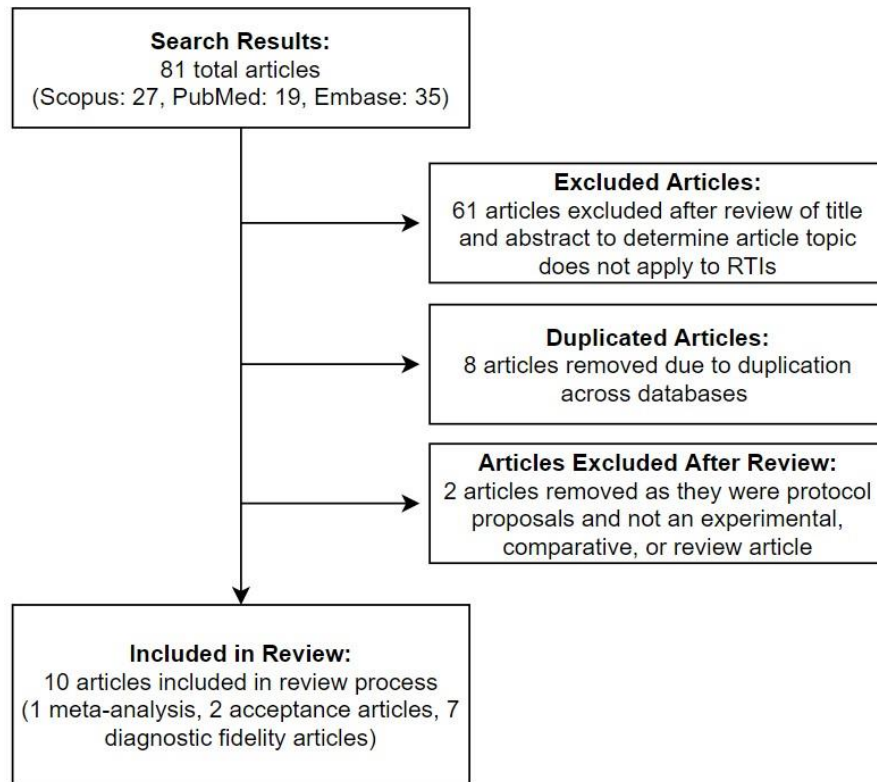 Search Results:
81 total articles
(Scopus: 27, PubMed: 19, Embase: 35)
Excluded Articles:
61 articles excluded after review of title
and abstract to determine article topic
does not apply to RTIs
Duplicated Articles:
8 articles removed due to duplication
across databases
Articles Excluded After Review:
2 articles removed as they were protocol
proposals and not an experimental,
comparative, or review article
Included in Review:
10 articles included in review process
(1 meta-analysis, 2 acceptance articles, 7
diagnostic fidelity articles)